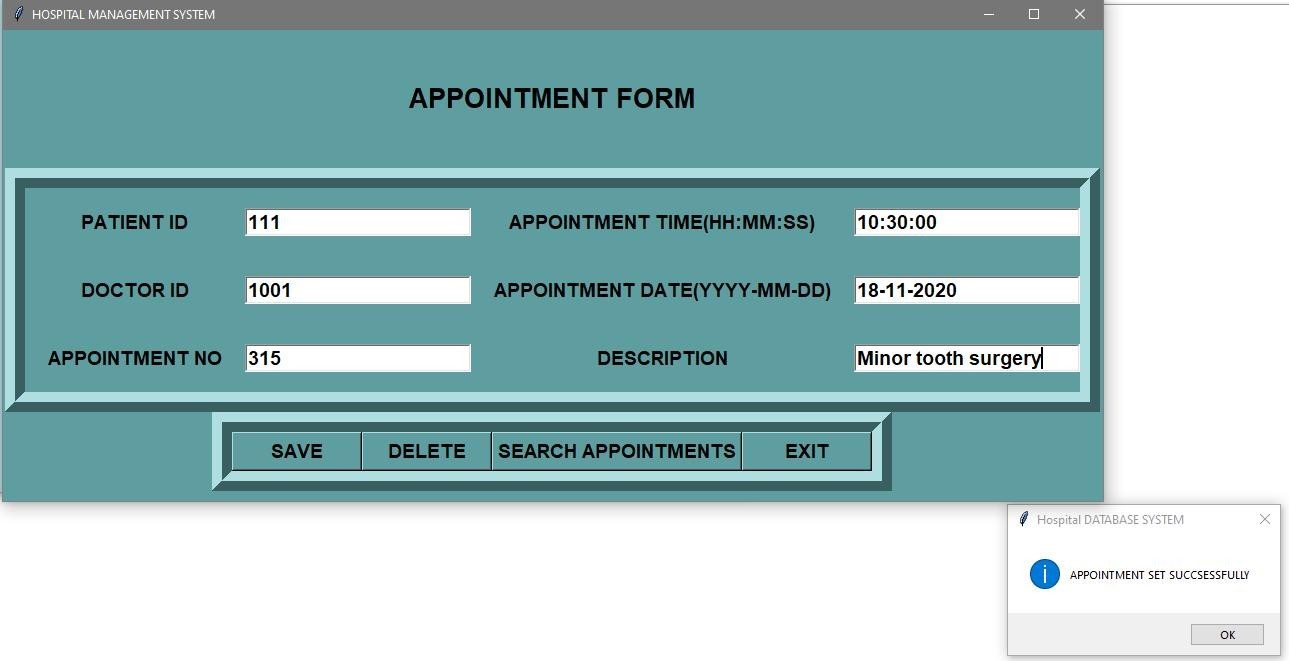 HOSPITAL MANAGEMENT SYSTEM
APPOINTMENT FORM
PATIENT ID 111 APPOINTMENT TIME(HH:MM:SS) 10:30:00
DOCTOR ID 1001 APPOINTMENT DATE(YYYY-MM-DD) 18-11-2020
APPOINTMENT NO 315 DESCRIPTION Minor tooth surgery
SAVE DELETE SEARCH APPOINTMENTS EXIT
Hospital DATABASE SYSTEM
APPOINTMENT SET SUCCSESSFULLY
OK